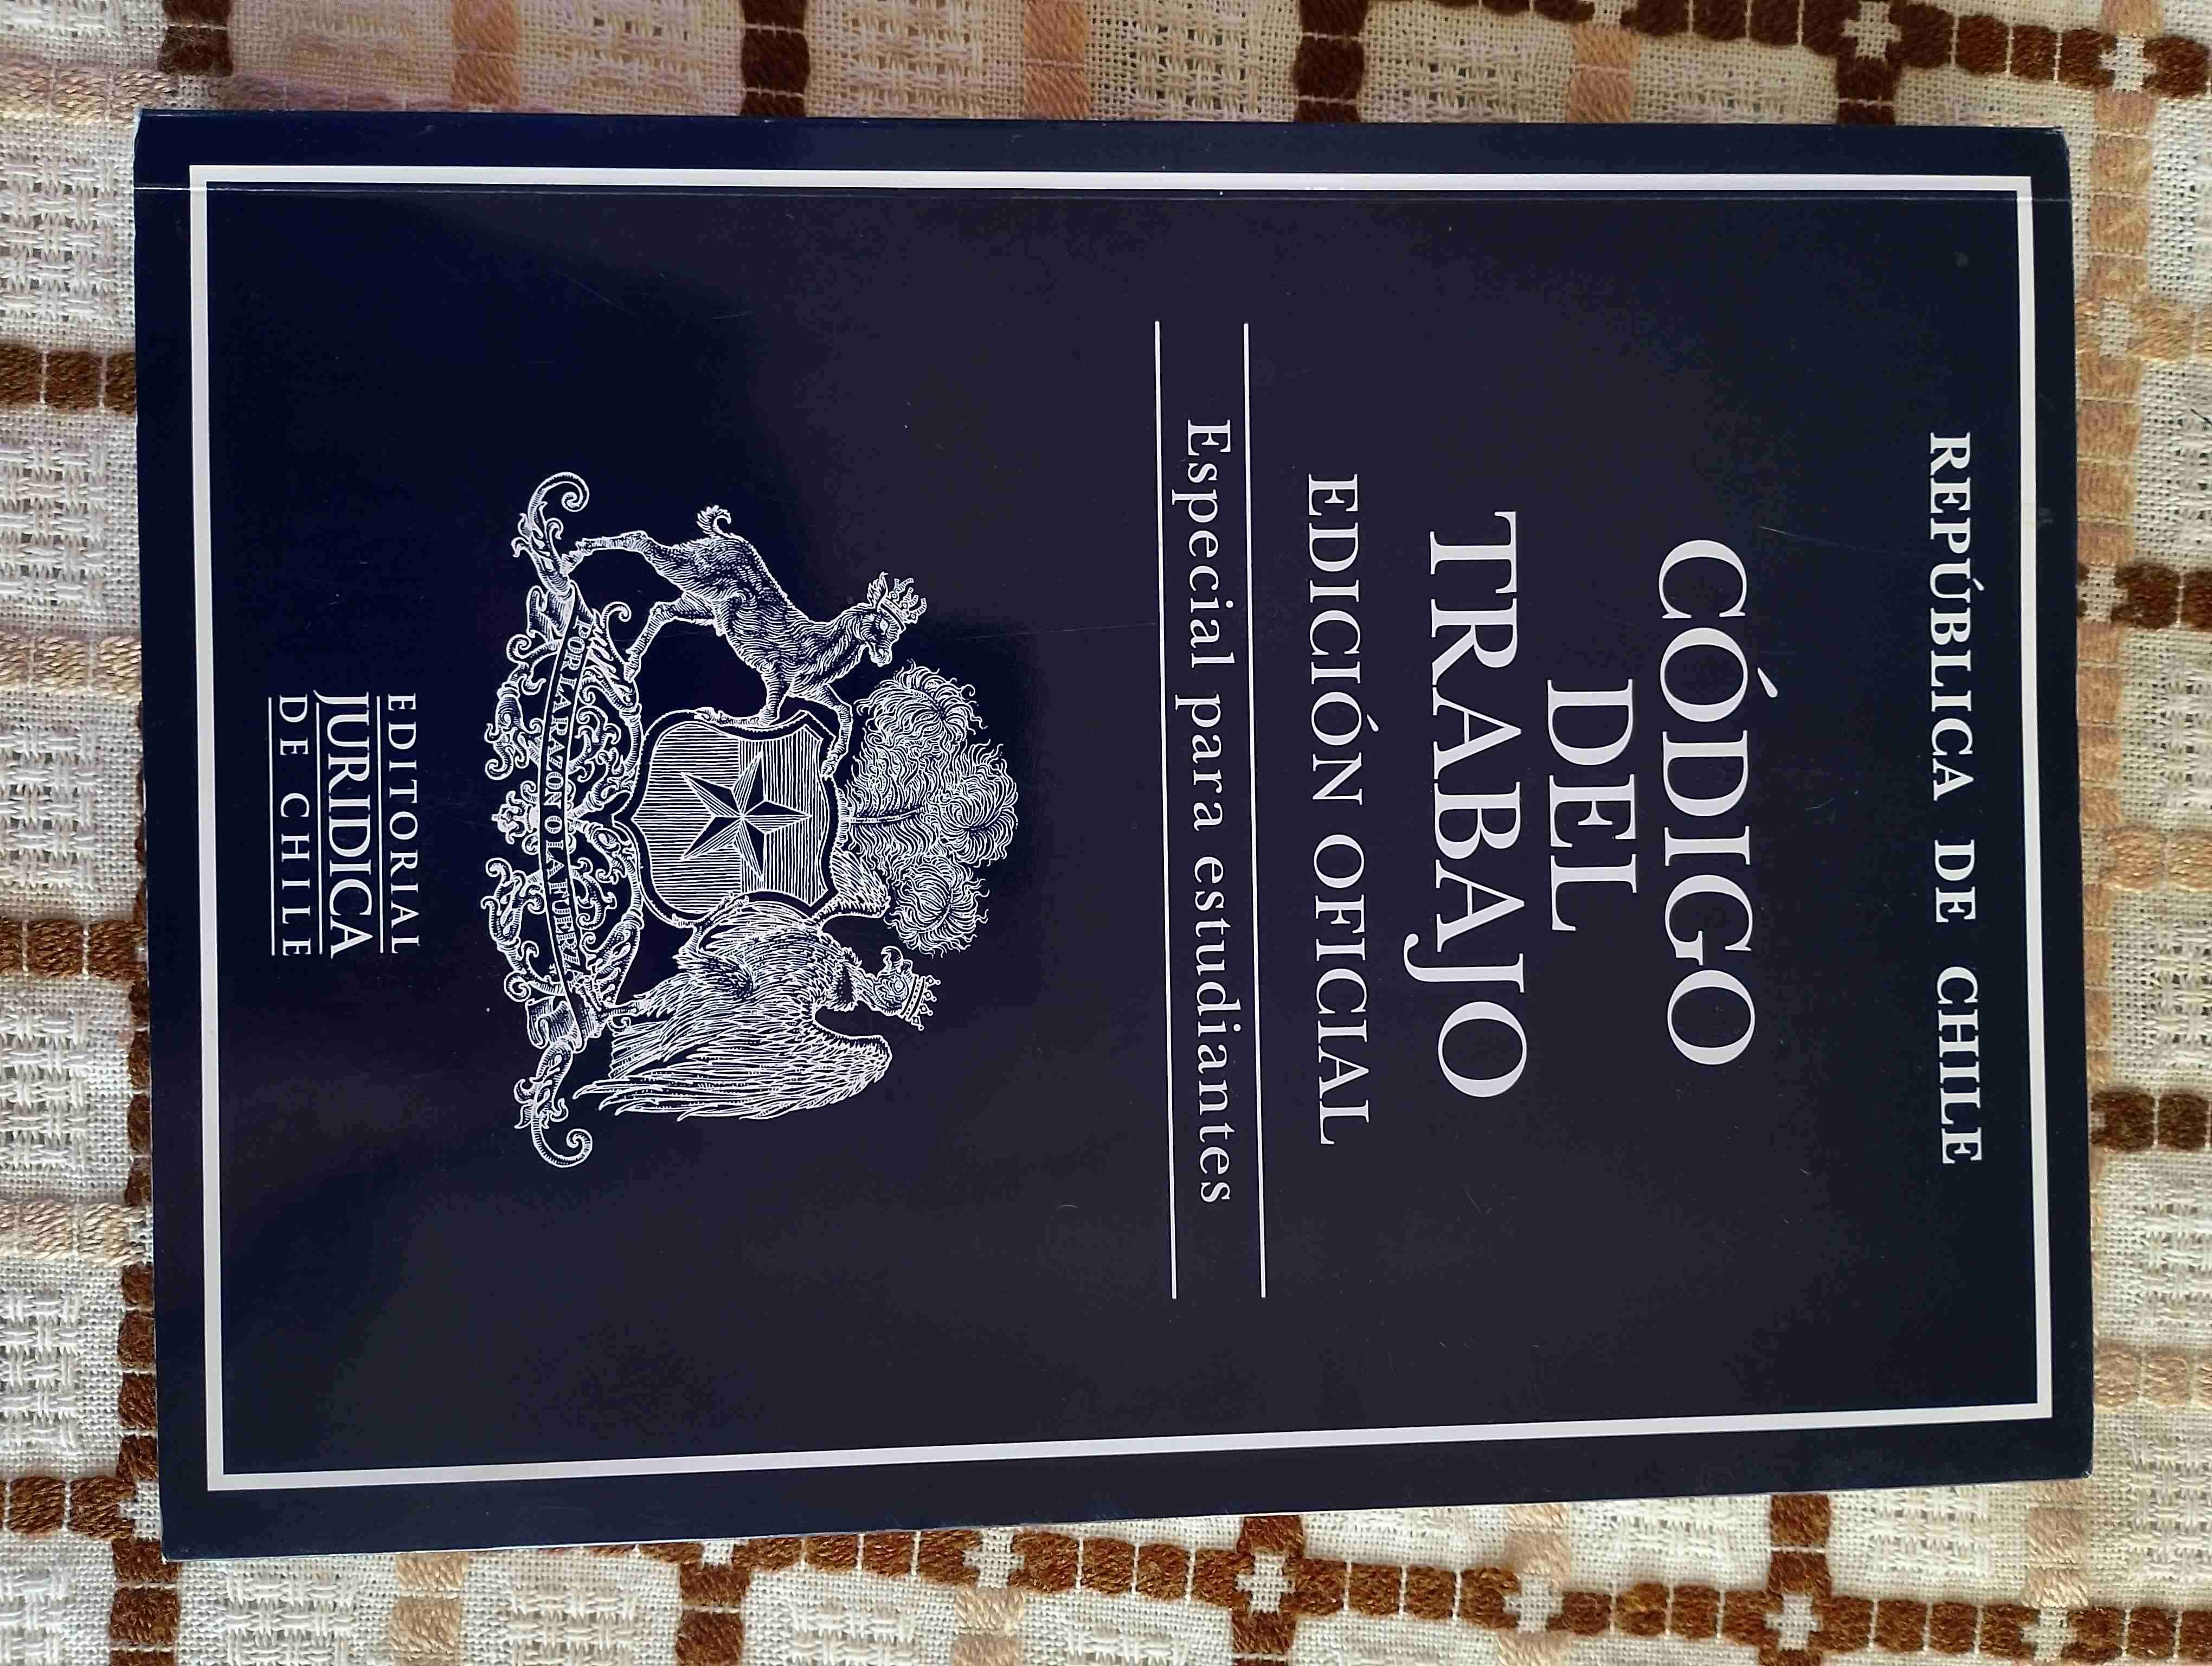 REPÚBLICA DE CHILE
CÓDIGO
DEL
TRABAJO
EDICIÓN OFICIAL
Especial para estudiantes
POR LA RAZÓN O LA FUERZA
EDITORIAL
JURIDICA
DE CHILE